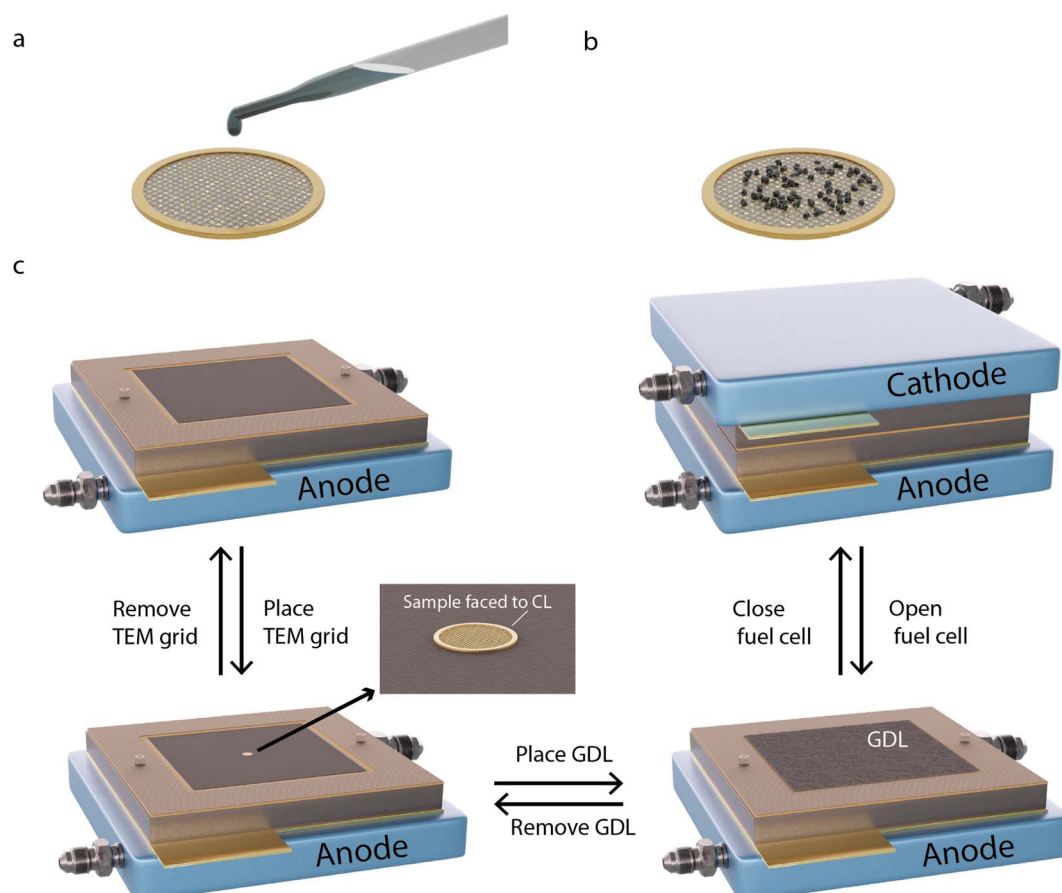 a
b
c
Cathode
Anode
Anode
Remove
TEM grid
Place
TEM grid
Sample faced to CL
Close
fuel cell
Open
fuel cell
Place GDL
Remove GDL
GDL
Anode
Anode